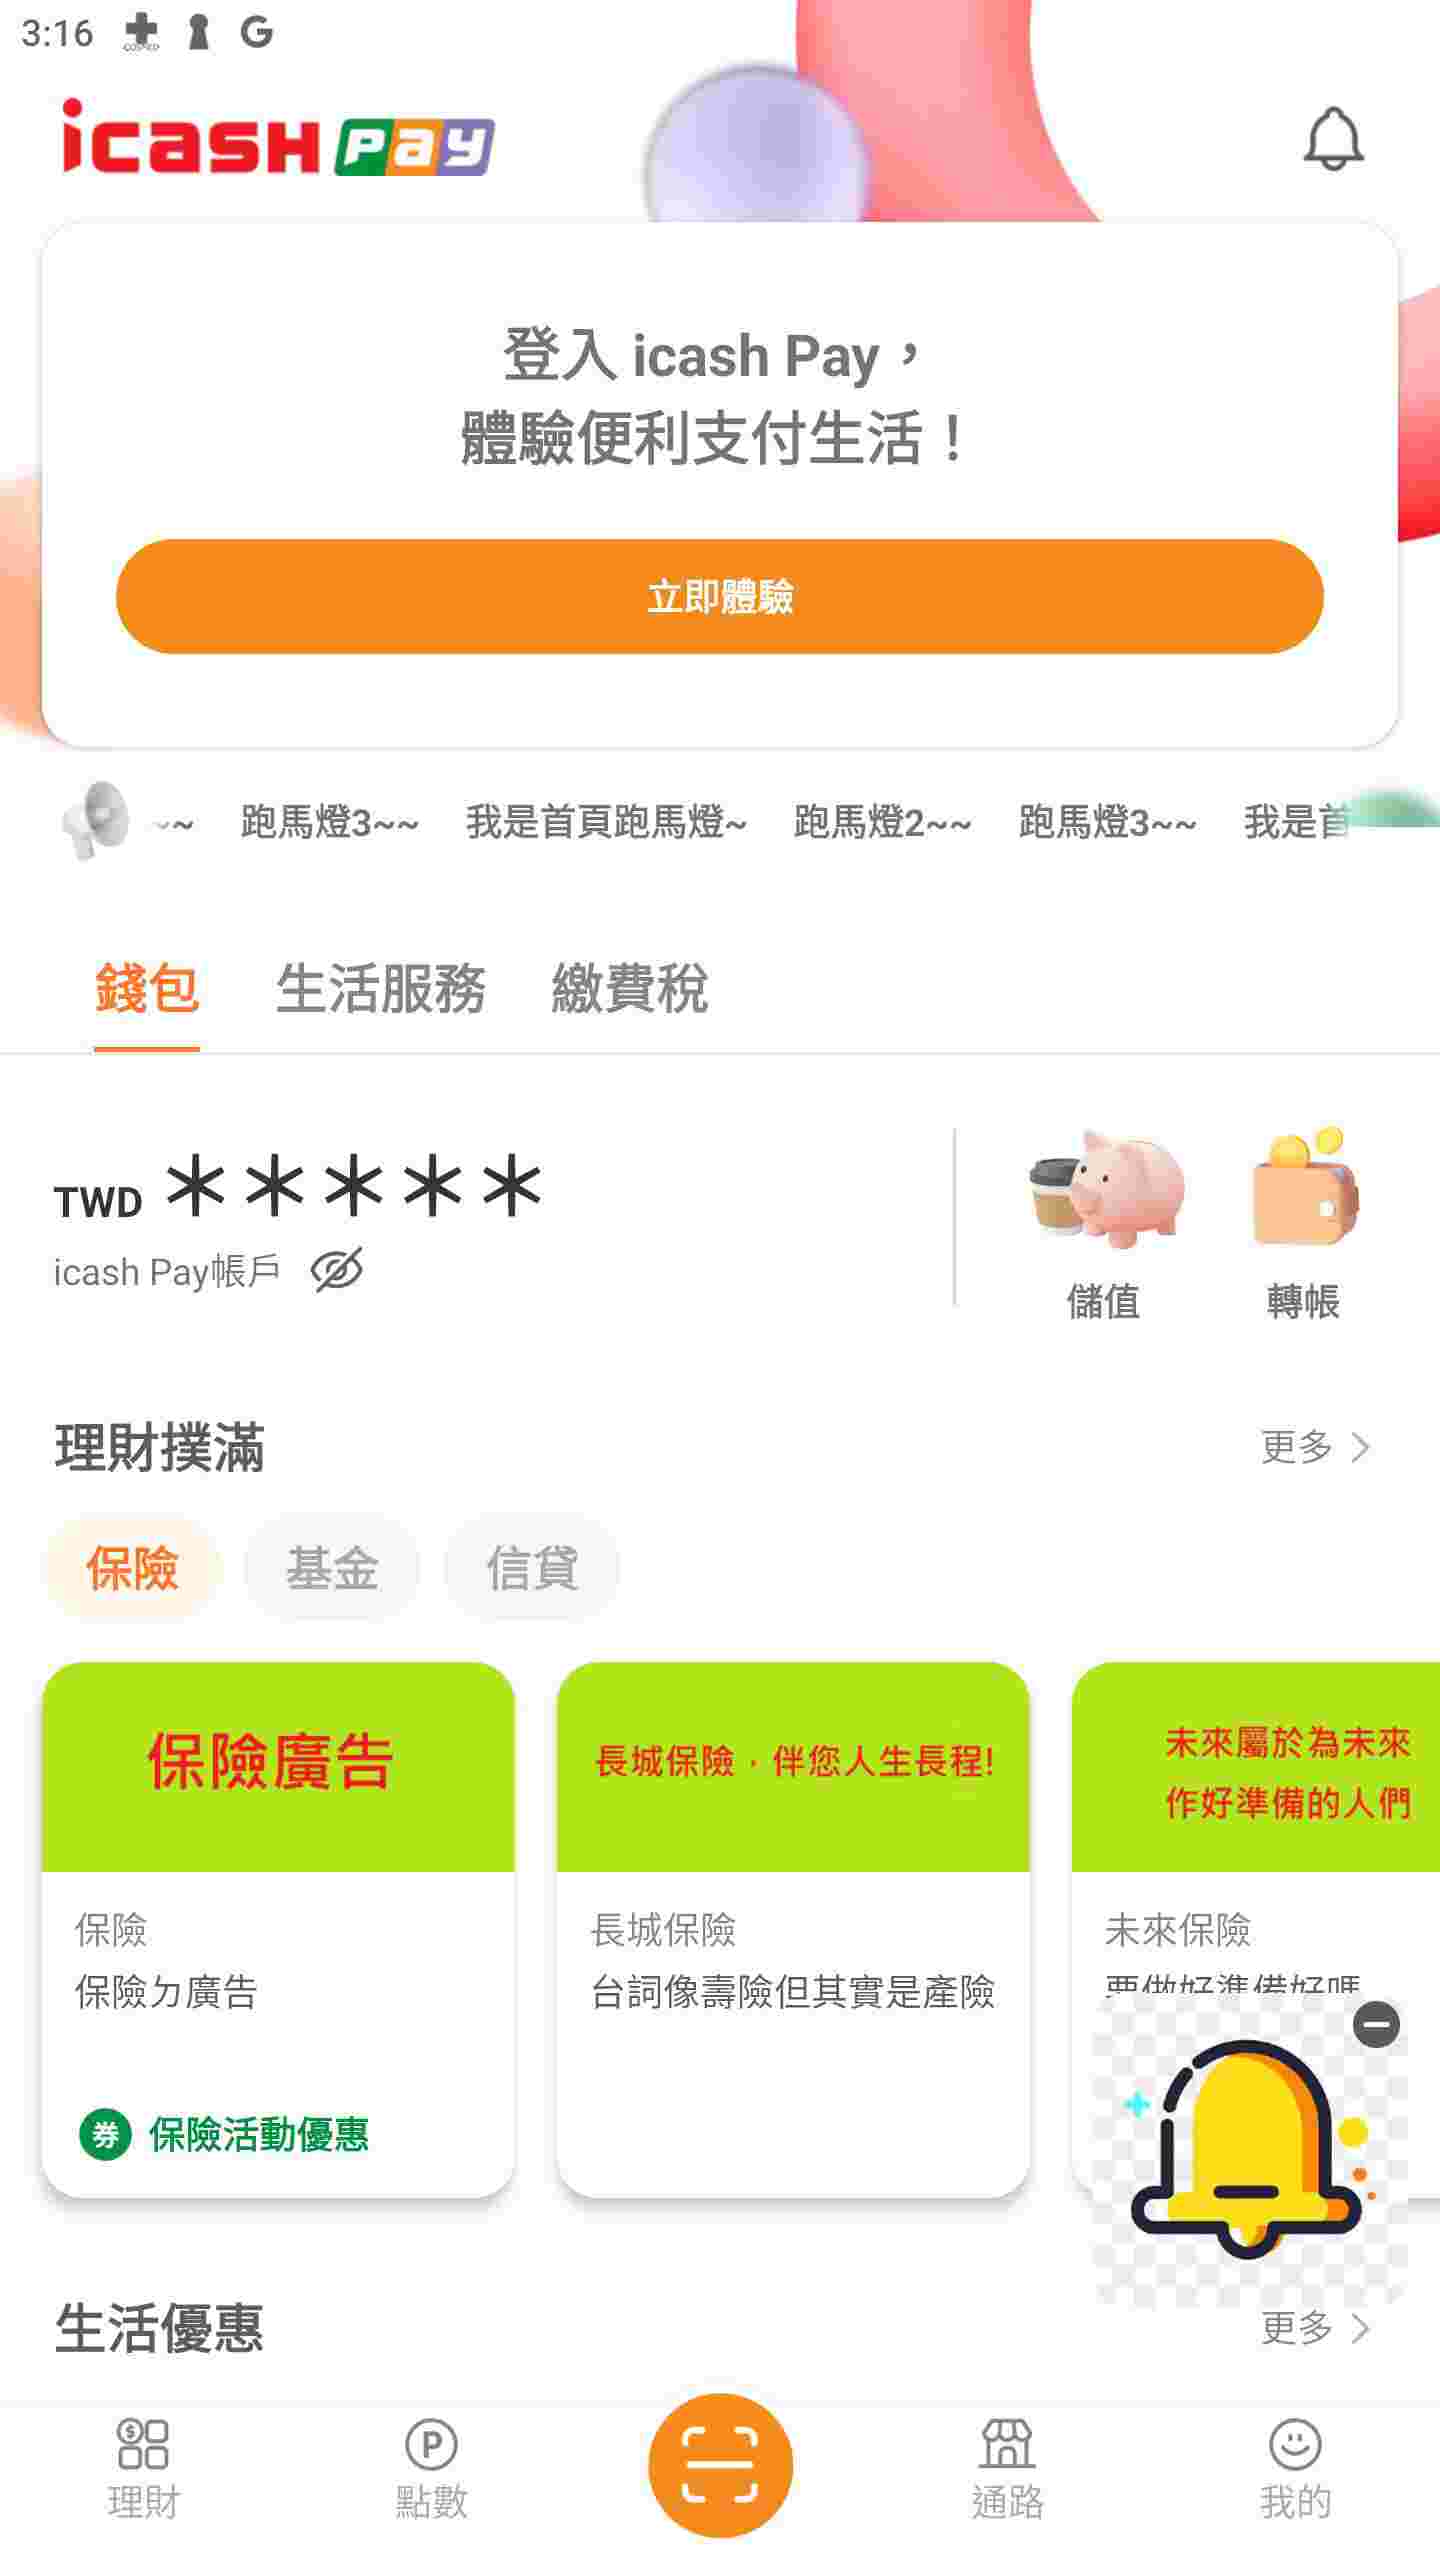 3:16
icash Pay
登入 icash Pay，
體驗便利支付生活！
立即體驗
~~ 跑馬燈3~~ 我是首頁跑馬燈~ 跑馬燈2~~ 跑馬燈3~~ 我是首
錢包 生活服務 繳費稅
TWD ＊＊＊＊＊
icash Pay帳戶
儲值 轉帳
理財撲滿 更多
保險 基金 信貸
保險廣告
保險
保險ㄉ廣告
券 保險活動優惠
長城保險，伴您人生長程!
長城保險
台詞像壽險但其實是產險
未來屬於為未來
作好準備的人們
未來保險
要做好準備好嗎
生活優惠 更多
理財 點數 通路 我的